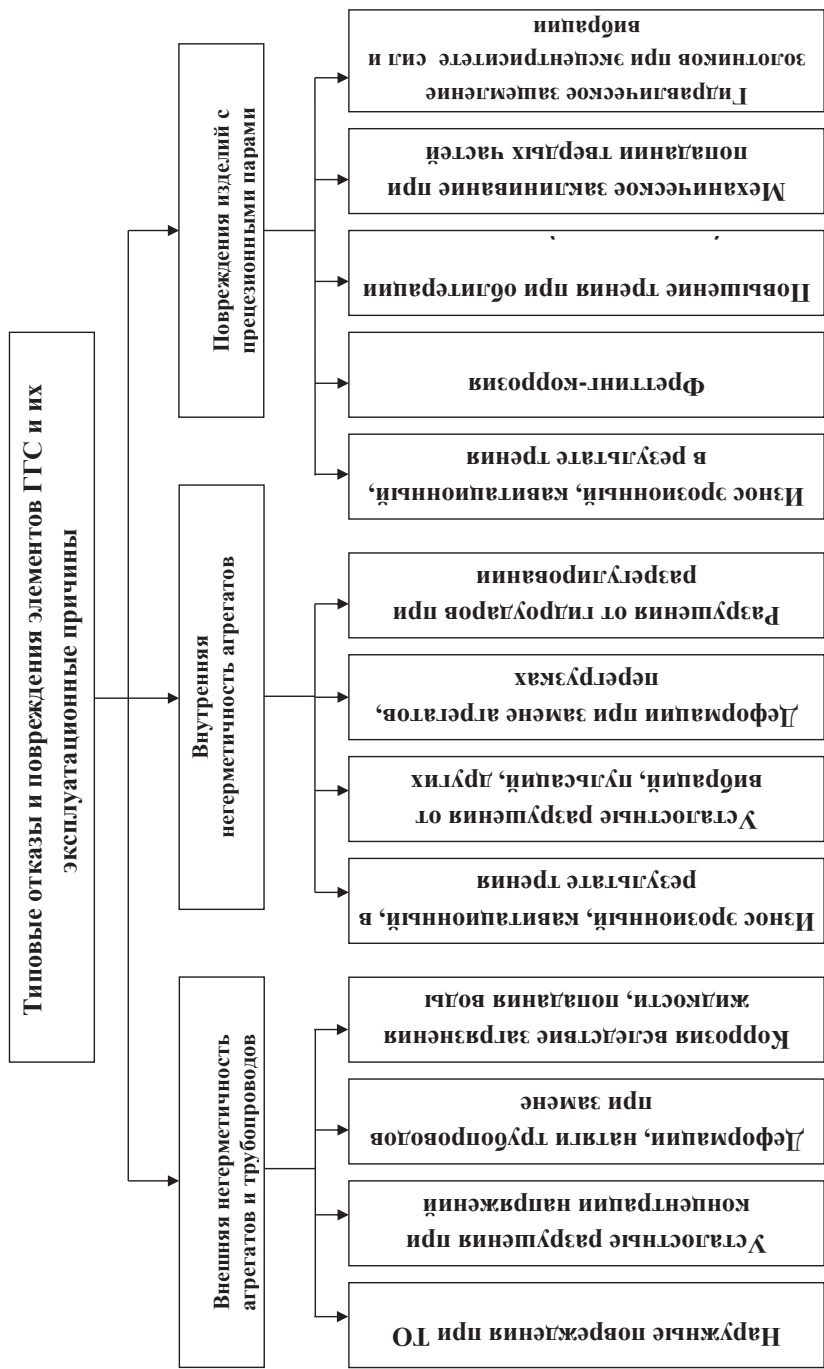 Типовые отказы и повреждения элементов ГГС и их
эксплуатационные причины
Внешняя негерметичность
агрегатов и трубопроводов
Внутренняя
негерметичность агрегатов
Повреждения изделий с
прецезионными парами
Наружные повреждения при ТО
Усталостные разрушения при
концентрации напряжений
Деформации, натяги трубопроводов
при замене
Коррозия вследствие загрязнения
жидкости, попадания воды
Износ эрозионный, кавитационный, в
результате трения
Усталостные разрушения от
вибраций, пульсаций, других
Деформации при замене агрегатов,
перегрузках
Разрушения от гидроударов при
разрегулировании
Износ эрозионный, кавитационный,
в результате трения
Фреттинг-коррозия
Повышение трения при облитерации
Механическое заклинивание при
попадании твердых частей
Гидравлическое защемление
золотников при эксцентриситете сил и
вибрации